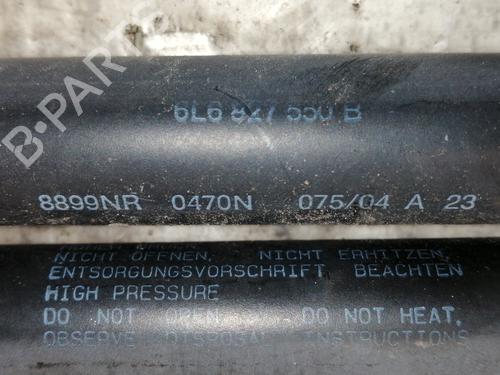 6L6 827 550 B
8899NR 0470N 075/04 A 23
NICHT ÖFFNEN, NICHT ERHITZEN,
ENTSORGUNGSVORSCHRIFT BEACHTEN
HIGH PRESSURE
DO NOT OPEN. DO NOT HEAT,
OBSERVE DISPOSAL INSTRUCTIONS